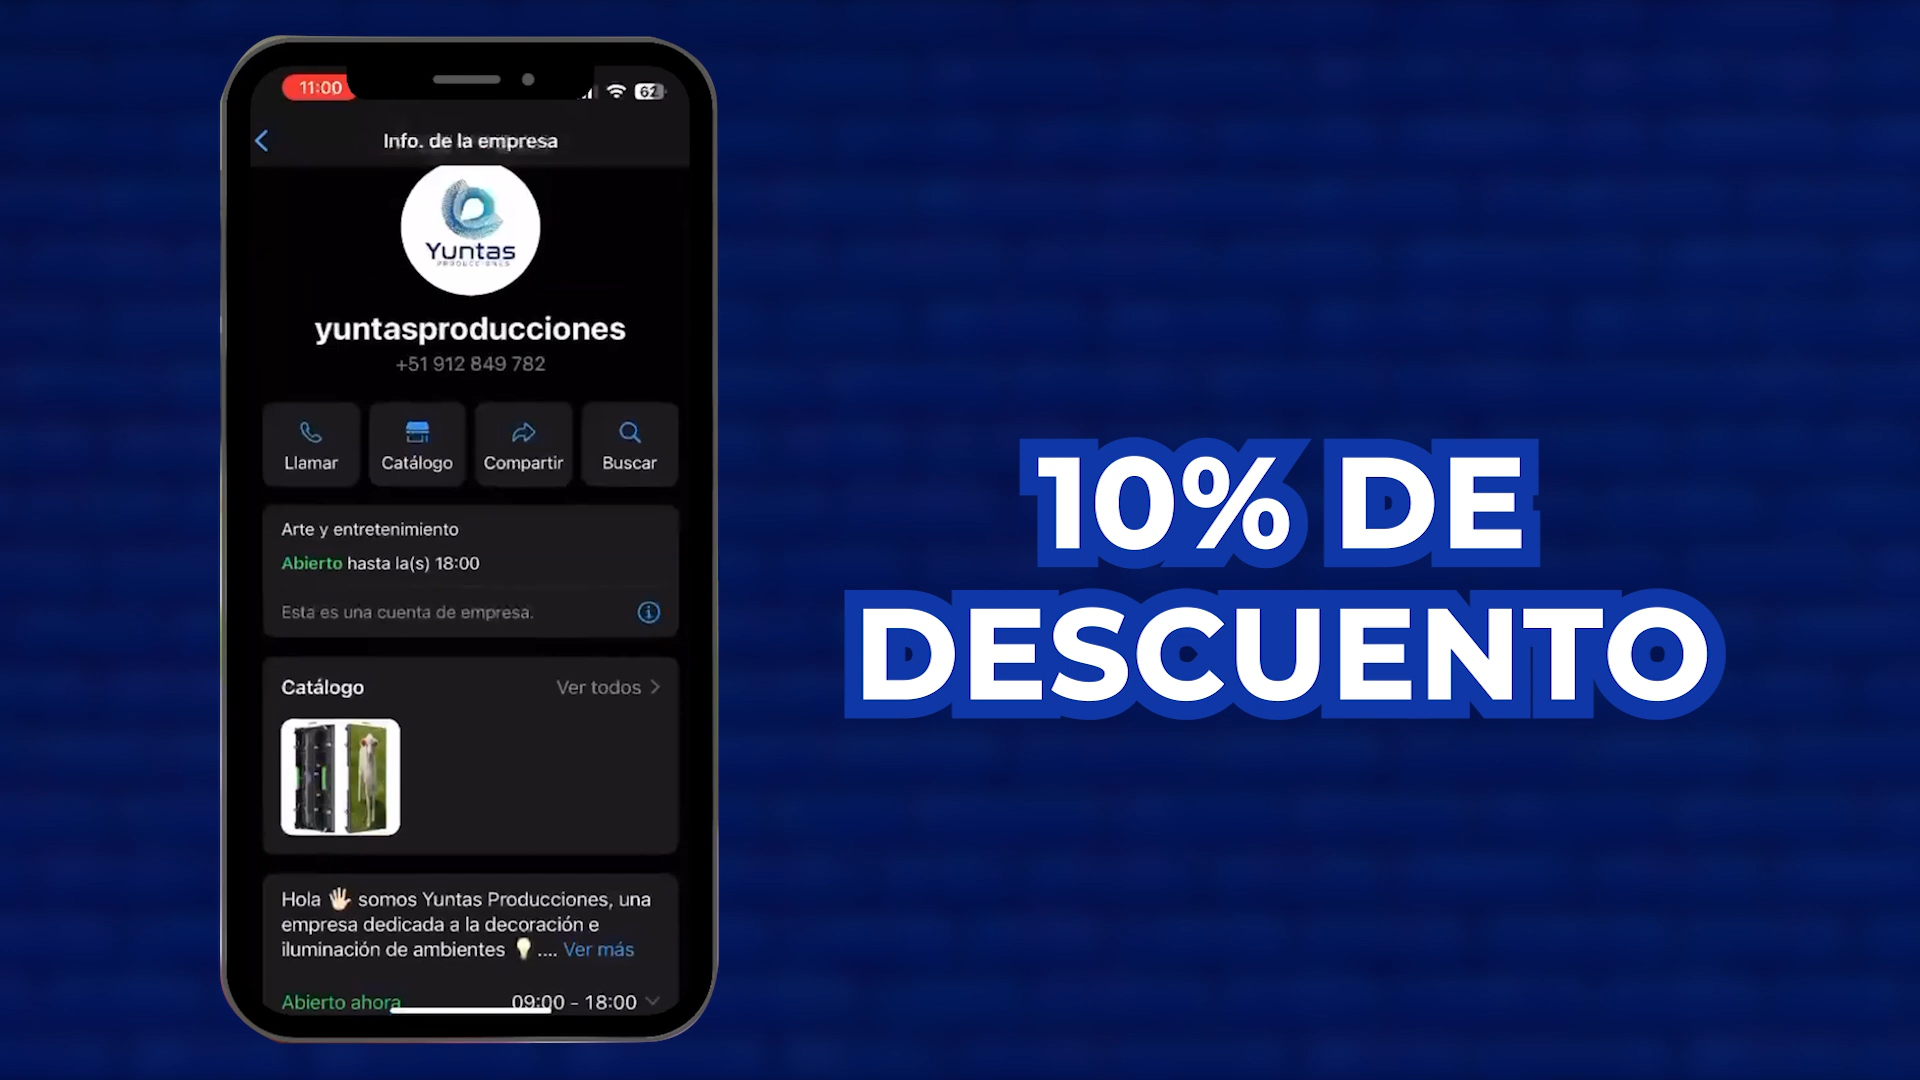 11:00
62
Info. de la empresa
Yuntas
PRODUCCIONES
yuntasproducciones
+51 912 849 782
Llamar
Catálogo
Compartir
Buscar
Arte y entretenimiento
Abierto hasta la(s) 18:00
Esta es una cuenta de empresa.
Catálogo
Ver todos
Hola 🖐🏻 somos Yuntas Producciones, una
empresa dedicada a la decoración e
iluminación de ambientes 💡.... Ver más
Abierto ahora
09:00 - 18:00
10% DE
DESCUENTO